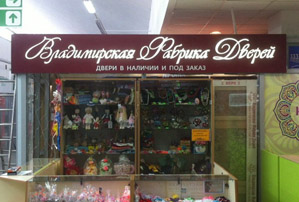 Владимирская Фабрика Дверей
ДВЕРИ В НАЛИЧИИ И ПОД ЗАКАЗ